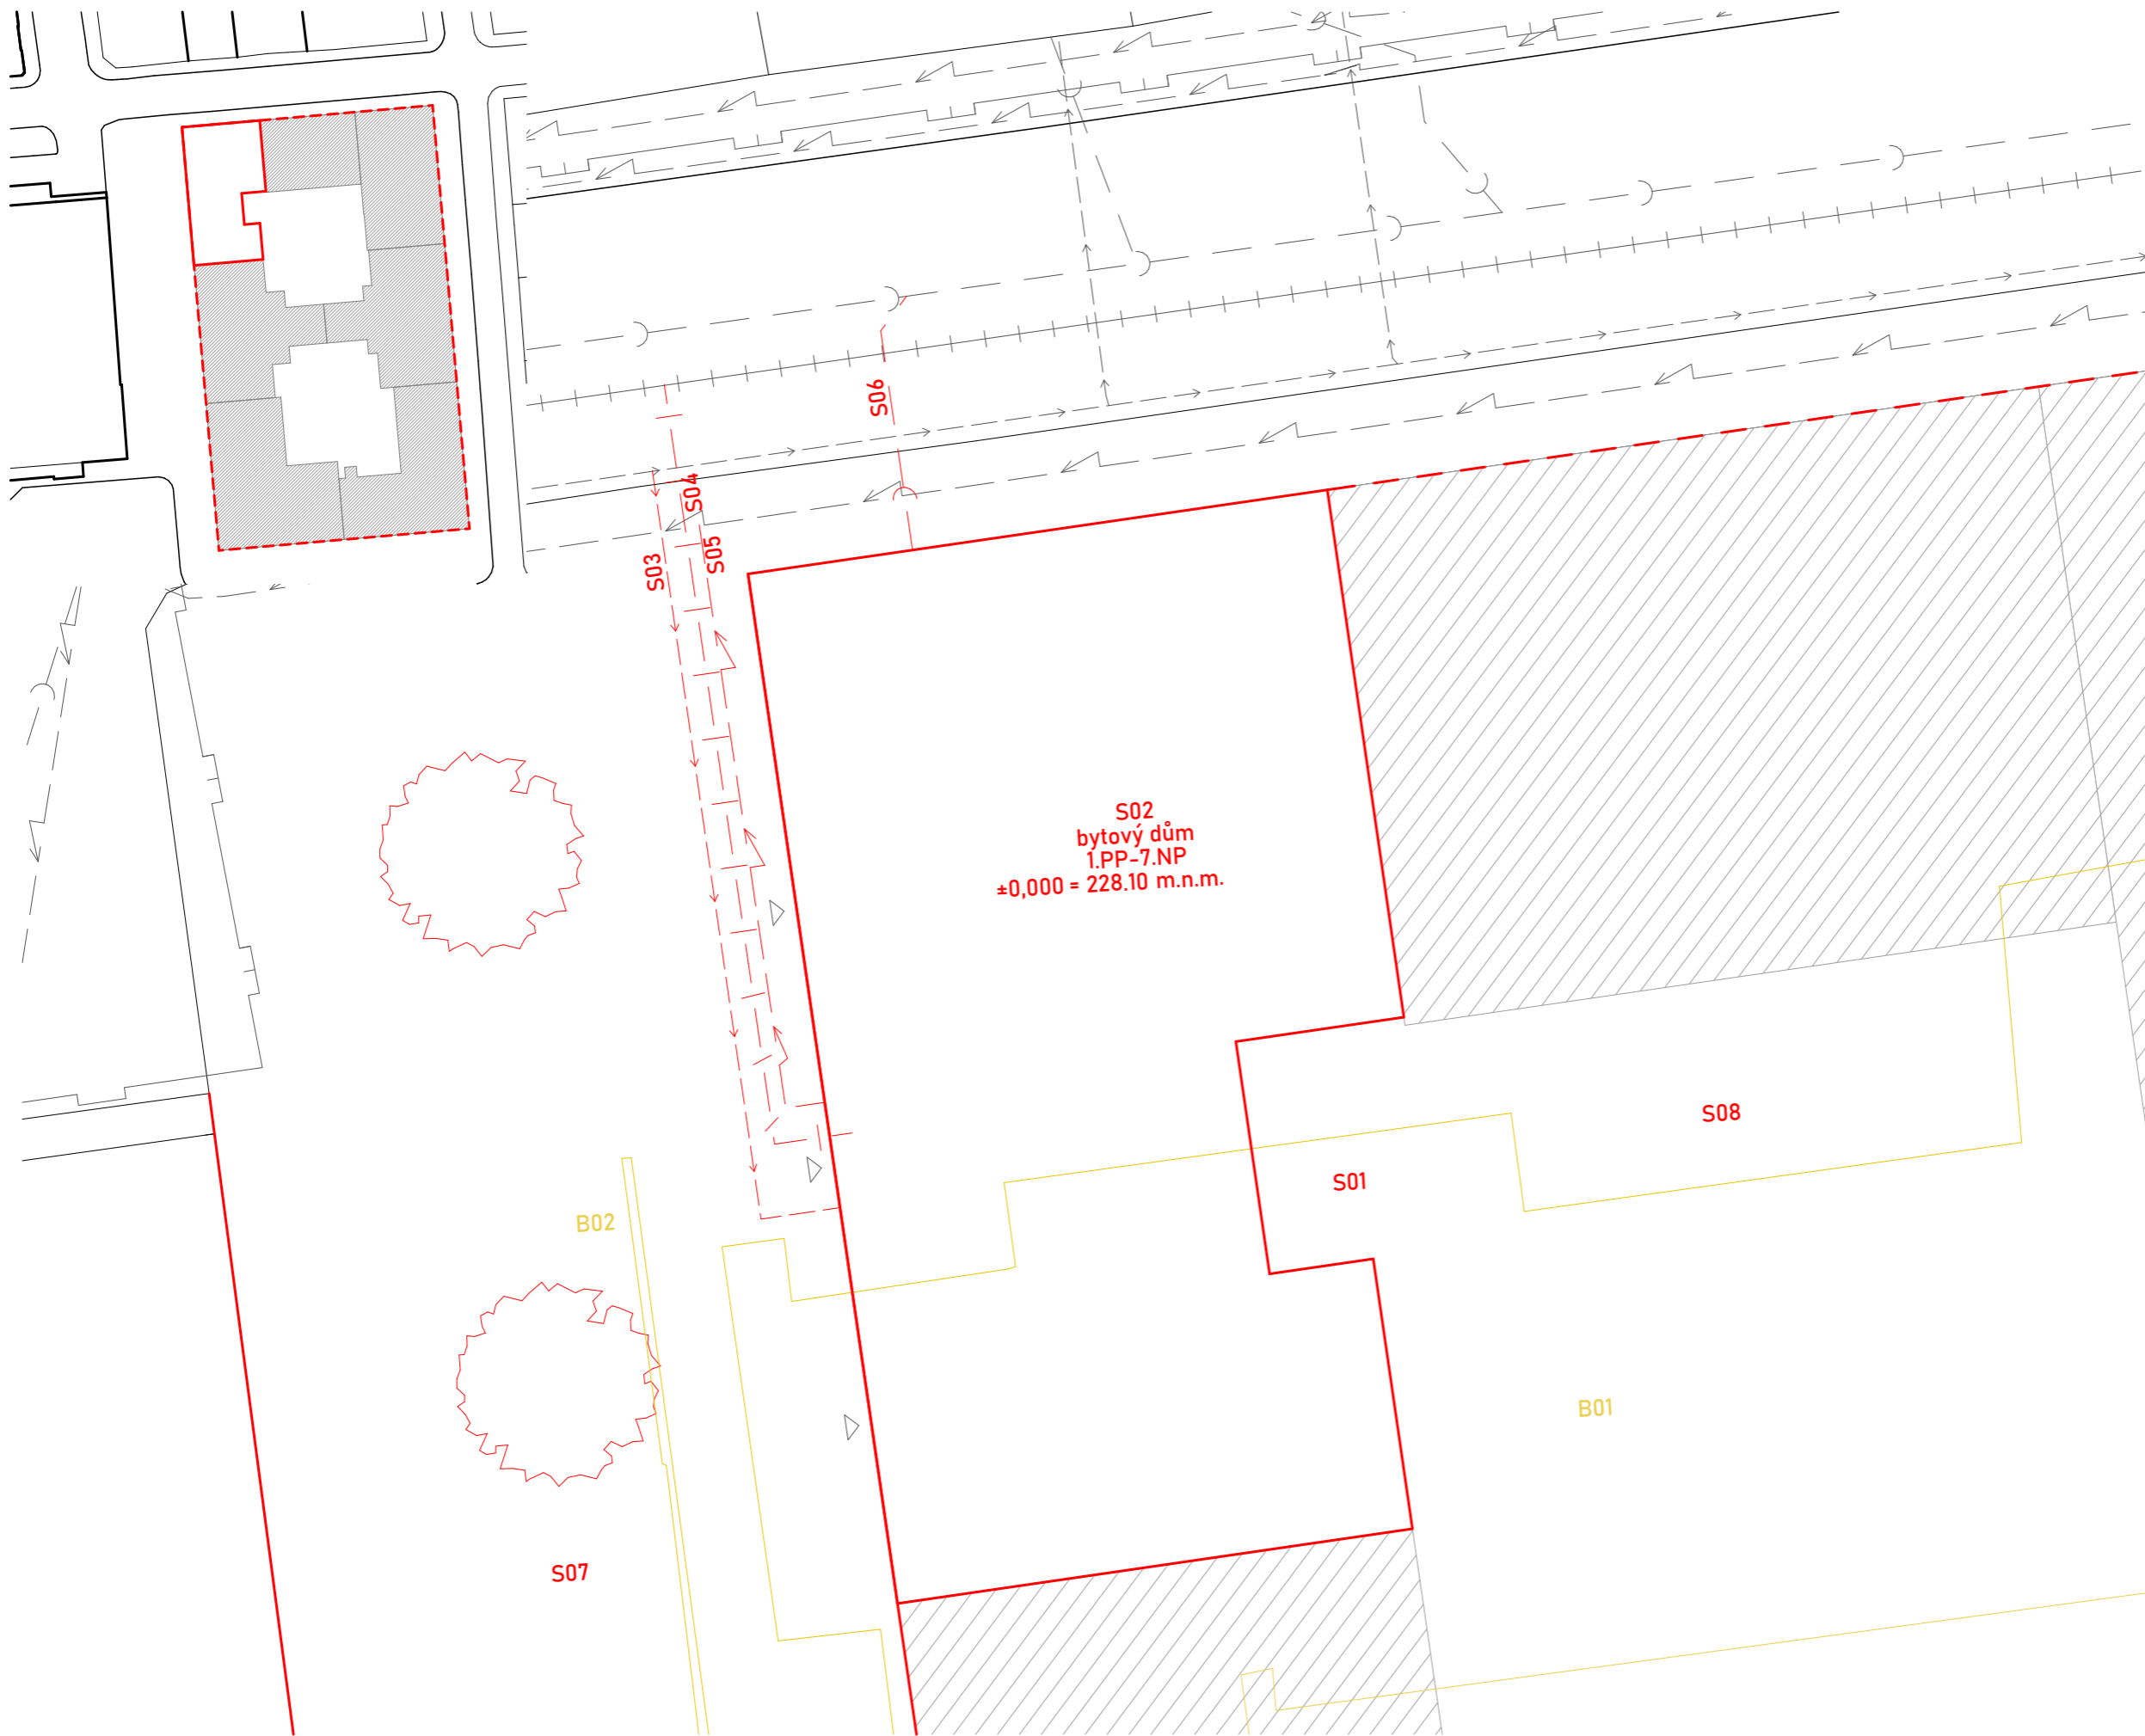 S06
S04
S05
S03
S02
bytový dům
1.PP-7.NP
±0,000 = 228.10 m.n.m.
S08
S01
B02
B01
S07